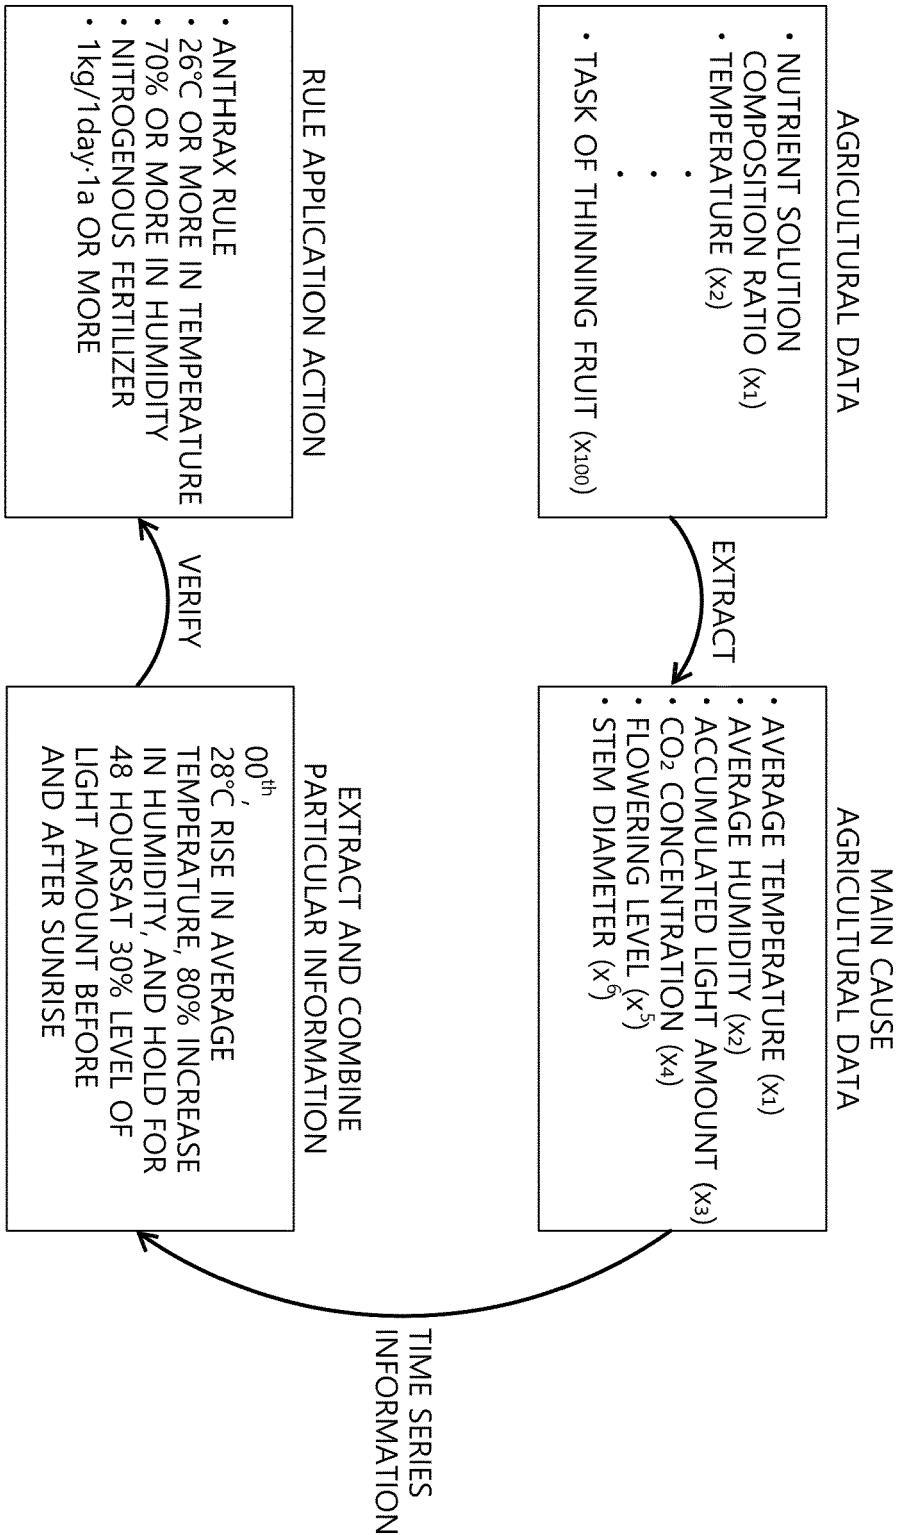 AGRICULTURAL DATA
• NUTRIENT SOLUTION
COMPOSITION RATIO (X1)
• TEMPERATURE (X2)
• TASK OF THINNING FRUIT (X100)
EXTRACT
MAIN CAUSE
AGRICULTURAL DATA
• AVERAGE TEMPERATURE (X1)
• AVERAGE HUMIDITY (X2)
• ACCUMULATED LIGHT AMOUNT (X3)
• CO2 CONCENTRATION (X4)
• FLOWERING LEVEL (X5)
• STEM DIAMETER (X6)
TIME SERIES
INFORMATION
EXTRACT AND COMBINE
PARTICULAR INFORMATION
00th,
28°C RISE IN AVERAGE
TEMPERATURE, 80% INCREASE
IN HUMIDITY, AND HOLD FOR
48 HOURSAT 30% LEVEL OF
LIGHT AMOUNT BEFORE
AND AFTER SUNRISE
VERIFY
RULE APPLICATION ACTION
• ANTHRAX RULE
• 26°C OR MORE IN TEMPERATURE
• 70% OR MORE IN HUMIDITY
• NITROGENOUS FERTILIZER
• 1kg/1day·1a OR MORE